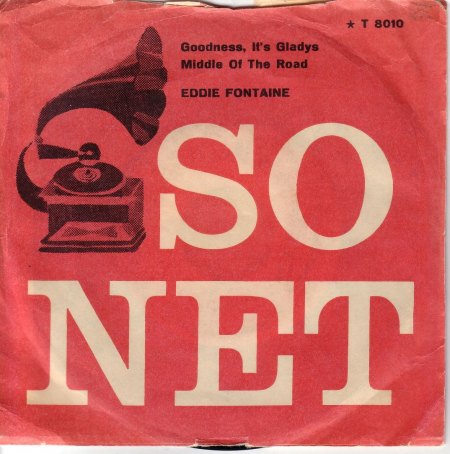 ★ T 8010
Goodness, It's Gladys
Middle Of The Road
EDDIE FONTAINE
SO
NET